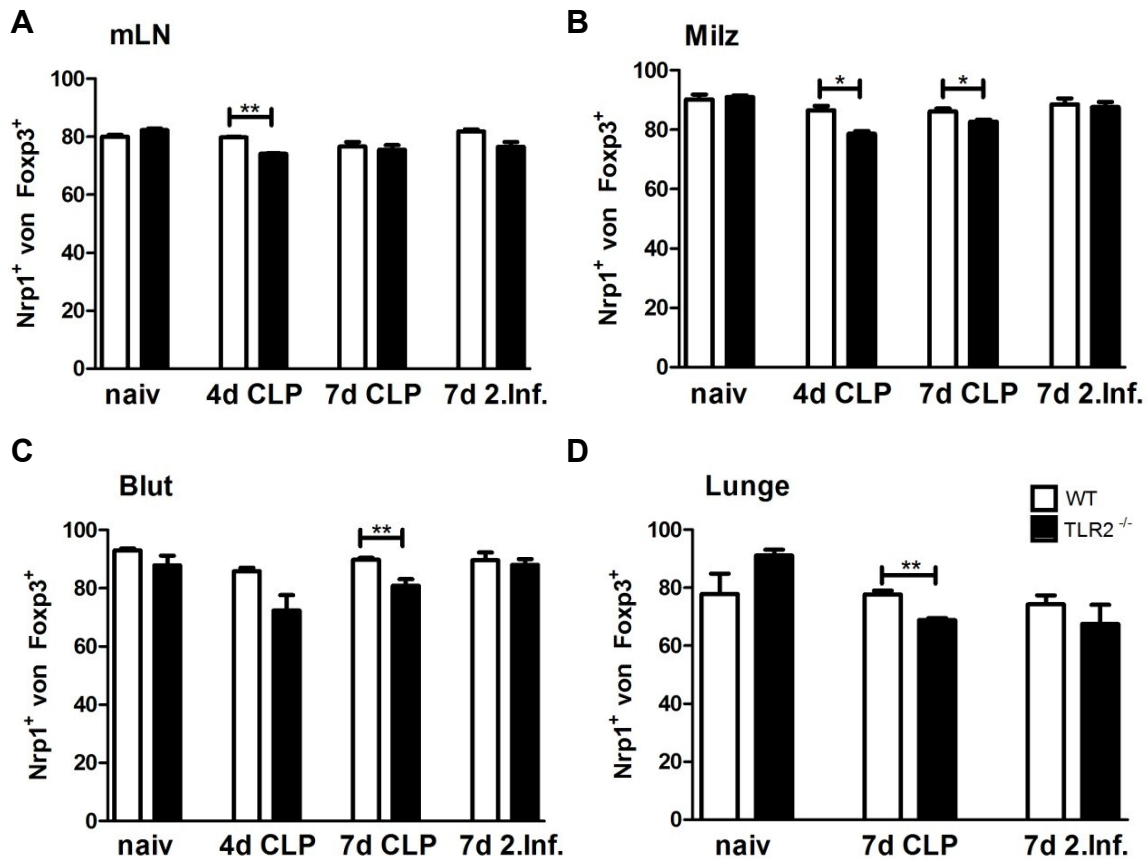 A
mLN
Nrp1⁺ von Foxp3⁺
100
80
60
40
20
0
**
naiv 4d CLP 7d CLP 7d 2.Inf.
B
Milz
Nrp1⁺ von Foxp3⁺
100
80
60
40
20
0
* *
naiv 4d CLP 7d CLP 7d 2.Inf.
C
Blut
Nrp1⁺ von Foxp3⁺
100
80
60
40
20
0
**
naiv 4d CLP 7d CLP 7d 2.Inf.
D
Lunge
WT
TLR2 ⁻/⁻
Nrp1⁺ von Foxp3⁺
100
80
60
40
20
0
**
naiv 7d CLP 7d 2.Inf.